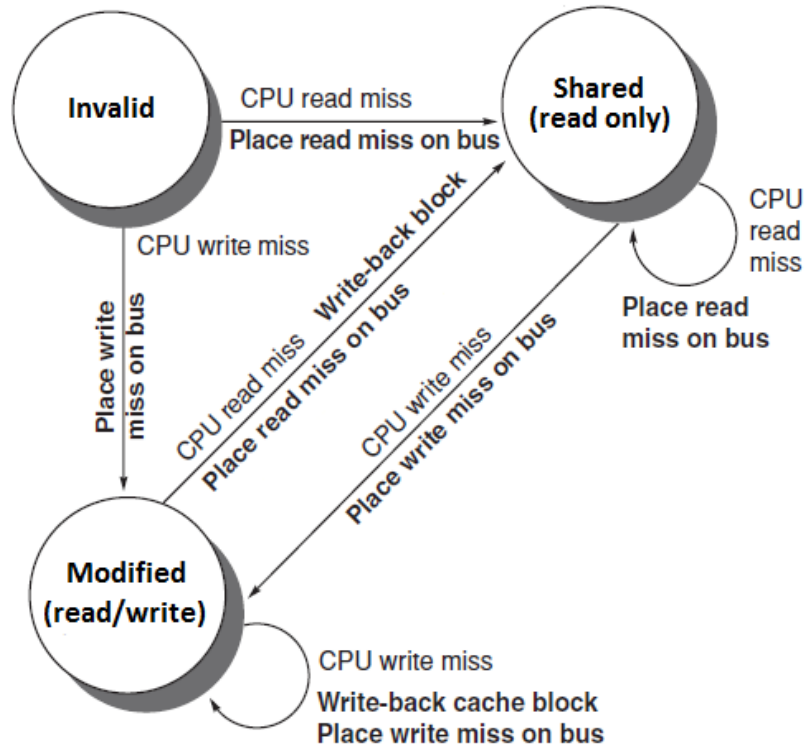 Invalid
CPU read miss
Place read miss on bus
Shared
(read only)
CPU
read
miss
Place read
miss on bus
CPU write miss
Place write
miss on bus
CPU read miss
Write-back block
Place read miss on bus
CPU write miss
Place write miss on bus
Modified
(read/write)
CPU write miss
Write-back cache block
Place write miss on bus